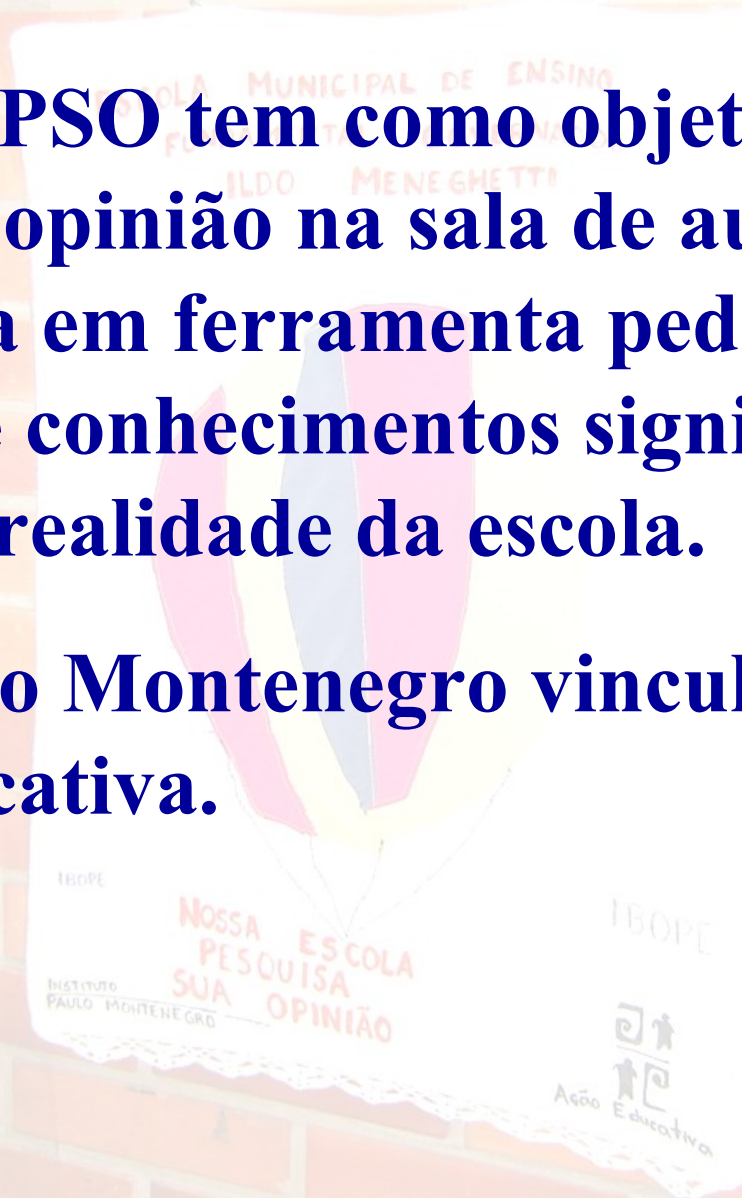 ESCOLA MUNICIPAL DE ENSINO
PSO tem como objet
ILDO MENEGHETTI
opinião na sala de au
a em ferramenta ped
e conhecimentos signi
realidade da escola.
o Montenegro vincul
cativa.
IBOPE
IBOPE
NOSSA ESCOLA
PESQUISA
SUA OPINIÃO
INSTITUTO
PAULO MONTENEGRO
Ação Educativa